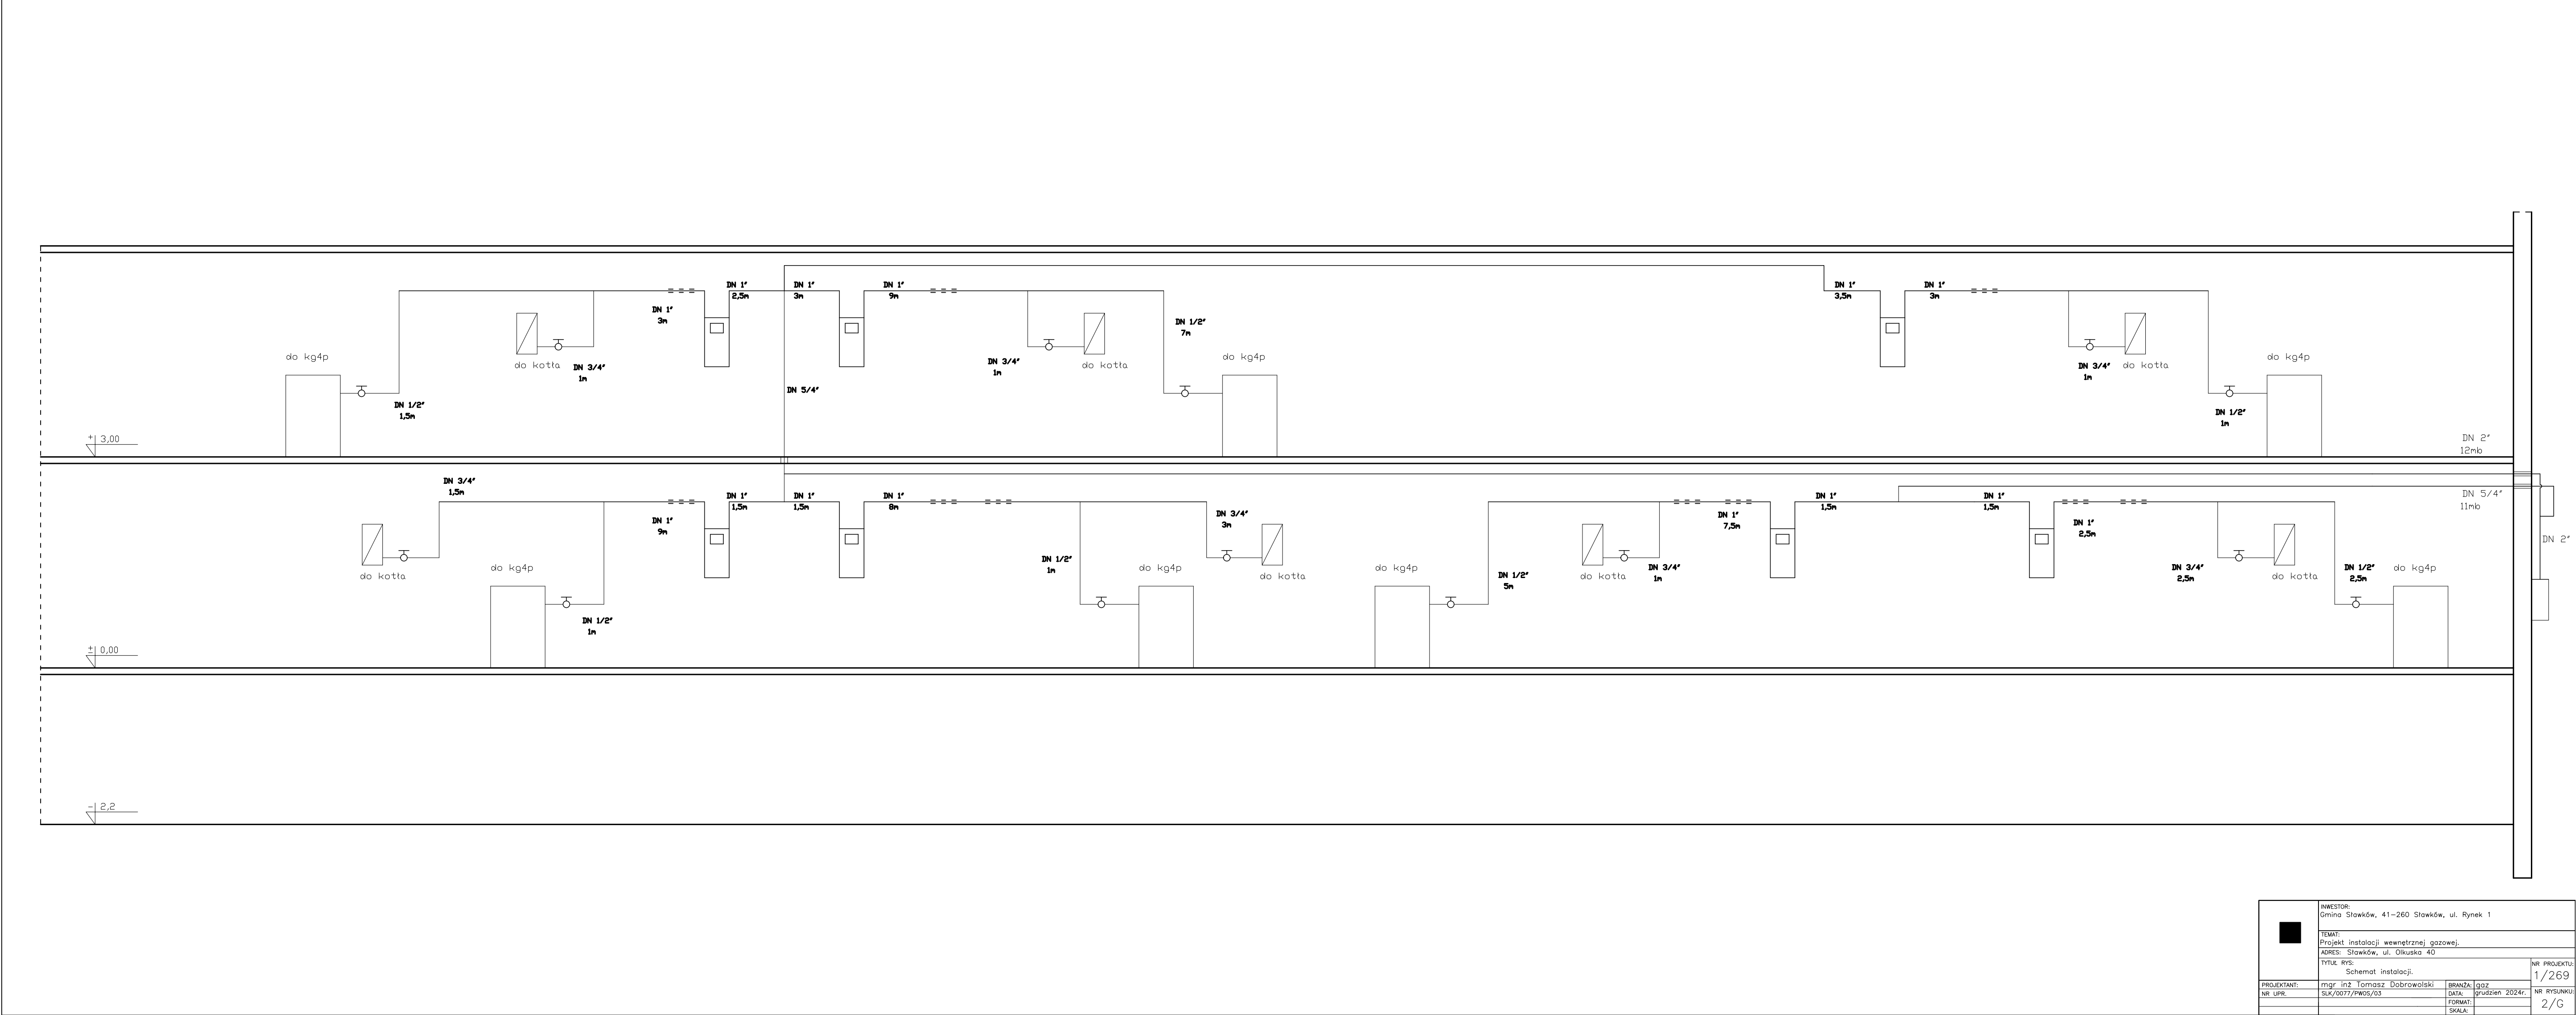 DN 1"
2,5m
DN 1"
3m
DN 1"
9m
DN 1"
3,5m
DN 1"
3m
DN 1"
3m
DN 1/2"
7m
do kg4p
do kotła
DN 3/4"
1m
DN 3/4"
1m
do kotła
do kg4p
DN 3/4"
1m
do kotła
do kg4p
DN 5/4"
DN 1/2"
1,5m
DN 1/2"
1m
+ 3,00
DN 2"
12mb
DN 3/4"
1,5m
DN 1"
1,5m
DN 1"
1,5m
DN 1"
8m
DN 1"
1,5m
DN 1"
1,5m
DN 5/4"
11mb
DN 1"
9m
DN 3/4"
3m
DN 1"
7,5m
DN 1"
2,5m
DN 2"
do kotła
do kg4p
DN 1/2"
1m
do kg4p
do kotła
do kg4p
DN 1/2"
5m
do kotła
DN 3/4"
1m
DN 3/4"
2,5m
do kotła
DN 1/2"
2,5m
do kg4p
DN 1/2"
1m
± 0,00
- 2,2
INWESTOR:
Gmina Sławków, 41-260 Sławków, ul. Rynek 1
TEMAT:
Projekt instalacji wewnętrznej gazowej.
ADRES: Sławków, ul. Olkuska 40
TYTUŁ RYS:
Schemat instalacji.
NR PROJEKTU:
1/269
PROJEKTANT: mgr inż Tomasz Dobrowolski BRANŻA: gaz
NR UPR. SLK/0077/PWOS/03 DATA: grudzień 2024r.
NR RYSUNKU:
2/G
FORMAT:
SKALA: